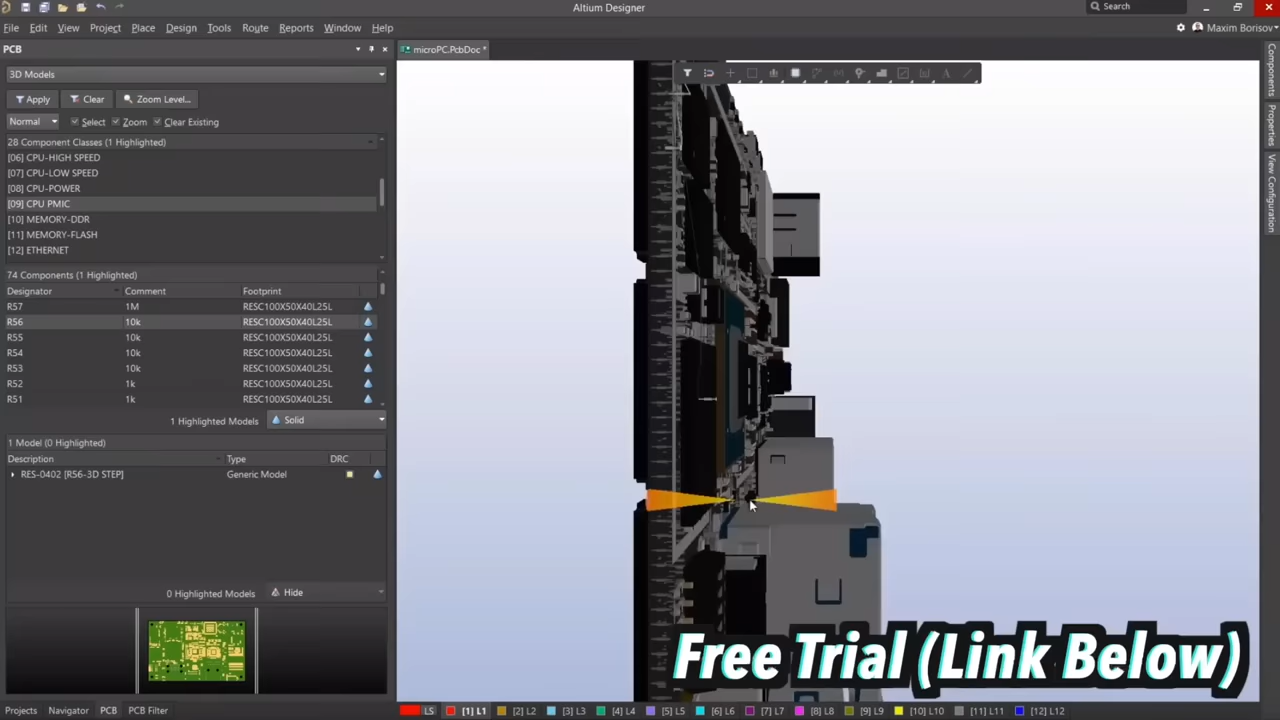 Altium Designer
Search
File Edit View Project Place Design Tools Route Reports Window Help
Maxim Borisov
PCB
microPC.PcbDoc *
3D Models
Apply Clear Zoom Level...
Normal Select Zoom Clear Existing
28 Component Classes (1 Highlighted)
[06] CPU-HIGH SPEED
[07] CPU-LOW SPEED
[08] CPU-POWER
[09] CPU PMIC
[10] MEMORY-DDR
[11] MEMORY-FLASH
[12] ETHERNET
74 Components (1 Highlighted)
Designator Comment Footprint
R57 1M RESC100X50X40L25L
R56 10k RESC100X50X40L25L
R55 10k RESC100X50X40L25L
R54 10k RESC100X50X40L25L
R53 10k RESC100X50X40L25L
R52 1k RESC100X50X40L25L
R51 1k RESC100X50X40L25L
1 Highlighted Models Solid
1 Model (0 Highlighted)
Description Type DRC
RES-0402 [R56-3D STEP] Generic Model
0 Highlighted Models Hide
Components
Properties
View Configuration
Free Trial(Link Below)
Projects Navigator PCB PCB Filter
LS [1] L1 [2] L2 [3] L3 [4] L4 [5] L5 [6] L6 [7] L7 [8] L8 [9] L9 [10] L10 [11] L11 [12] L12